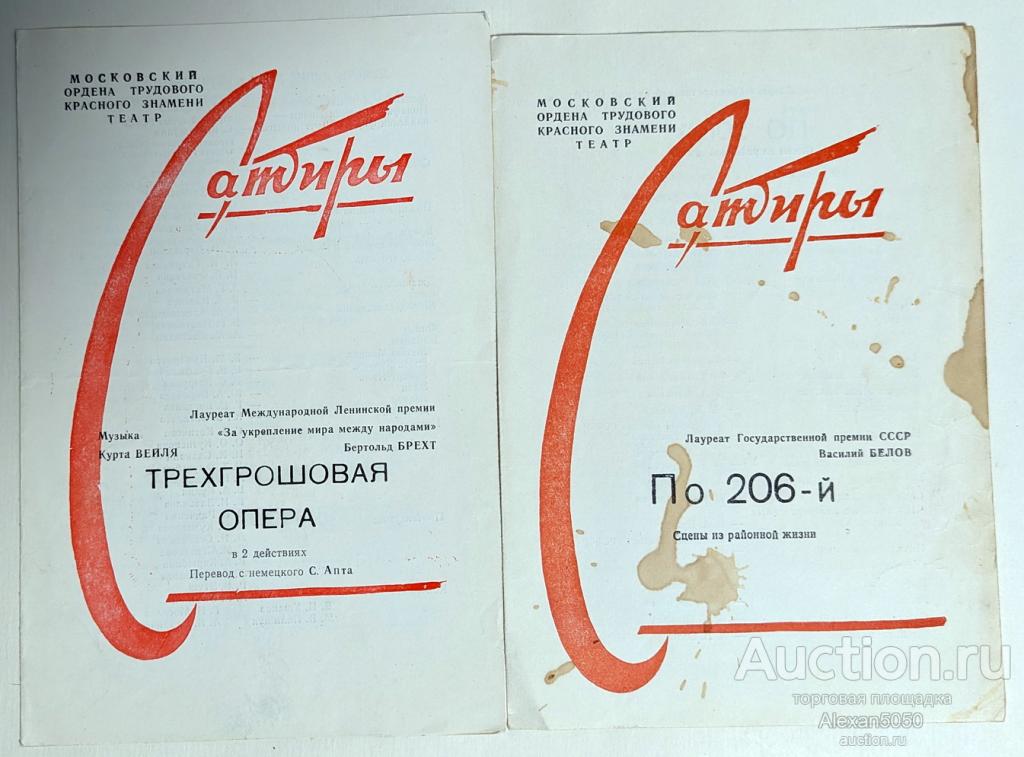 МОСКОВСКИЙ
ОРДЕНА ТРУДОВОГО
КРАСНОГО ЗНАМЕНИ
ТЕАТР
Сатиры
Лауреат Международной Ленинской премии
«За укрепление мира между народами»
Бертольд БРЕХТ
Музыка
Курта ВЕЙЛЯ
ТРЕХГРОШОВАЯ
ОПЕРА
в 2 действиях
Перевод с немецкого С. Апта
МОСКОВСКИЙ
ОРДЕНА ТРУДОВОГО
КРАСНОГО ЗНАМЕНИ
ТЕАТР
Сатиры
Лауреат Государственной премии СССР
Василий БЕЛОВ
По 206-й
Сцены из районной жизни
Auction.ru
торговая площадка
Alexan5050
auction.ru